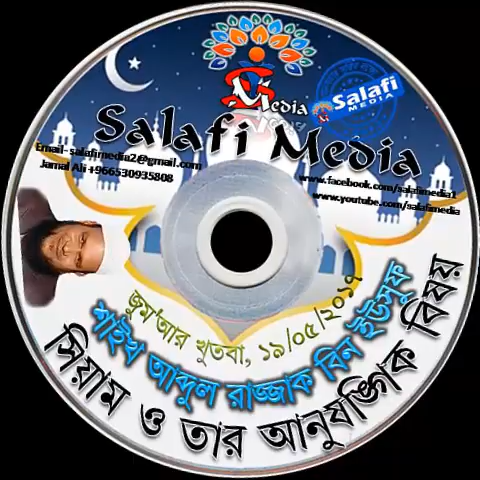 Media
Salafi
MEDIA
Salafi Media
Email- salafimedia2@gmail.com
Jamal Ali +966530935808
www.facebook.com/salafimedia1
www.youtube.com/salafimedia
জুম'আর খুতবা, ১৯/০৫/২০১৭
শাইখ আব্দুল রাজ্জাক বিন ইউসুফ
সিয়াম ও তার আনুষঙ্গিক বিষয়